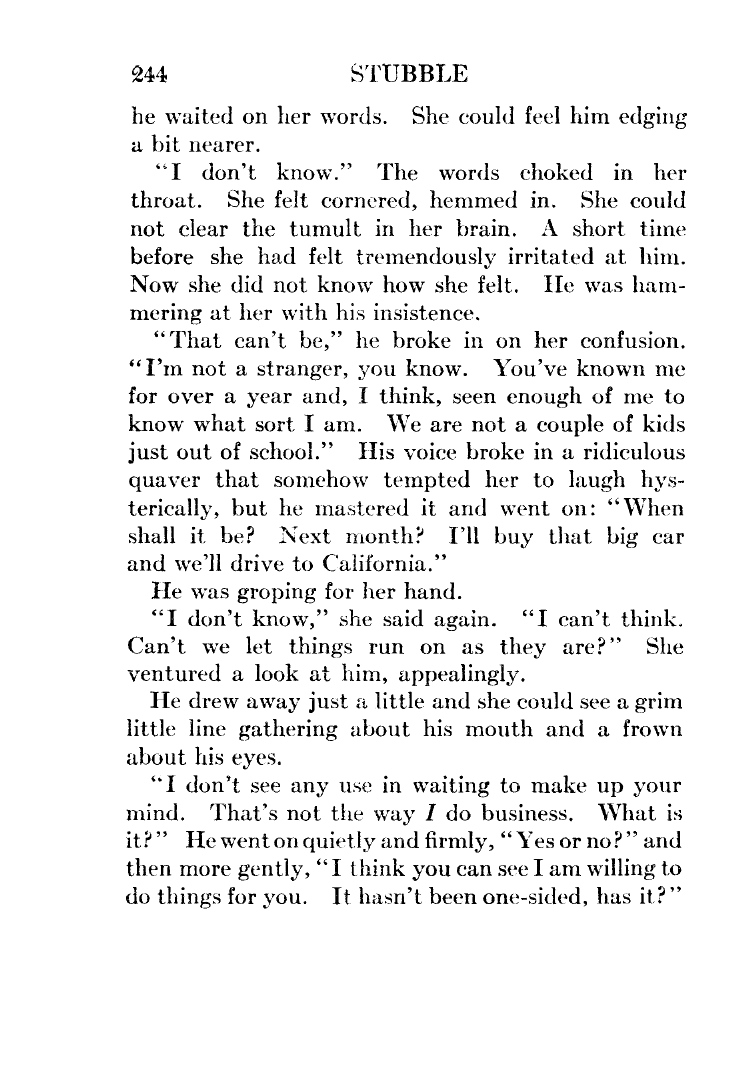 244 STUBBLE
he waited on her words. She could feel him edging
a bit nearer.
“I don't know.” The words choked in her
throat. She felt cornered, hemmed in. She could
not clear the tumult in her brain. A short time
before she had felt tremendously irritated at him.
Now she did not know how she felt. He was ham-
mering at her with his insistence.
“That can't be,” he broke in on her confusion.
“I'm not a stranger, you know. You've known me
for over a year and, I think, seen enough of me to
know what sort I am. We are not a couple of kids
just out of school.” His voice broke in a ridiculous
quaver that somehow tempted her to laugh hys-
terically, but he mastered it and went on: “When
shall it be? Next month? I'll buy that big car
and we'll drive to California.”
He was groping for her hand.
“I don't know,” she said again. “I can't think.
Can't we let things run on as they are?” She
ventured a look at him, appealingly.
He drew away just a little and she could see a grim
little line gathering about his mouth and a frown
about his eyes.
“I don't see any use in waiting to make up your
mind. That's not the way I do business. What is
it?” He went on quietly and firmly, “Yes or no?” and
then more gently, “I think you can see I am willing to
do things for you. It hasn't been one-sided, has it?”